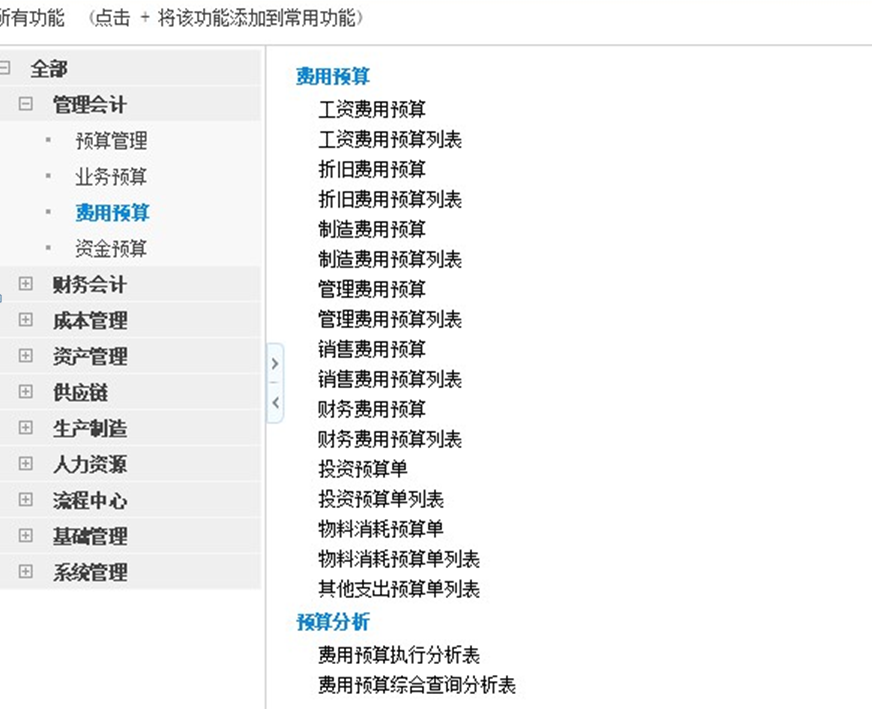 所有功能 （点击 + 将该功能添加到常用功能）
全部
管理会计
预算管理
业务预算
费用预算
资金预算
财务会计
成本管理
资产管理
供应链
生产制造
人力资源
流程中心
基础管理
系统管理
费用预算
工资费用预算
工资费用预算列表
折旧费用预算
折旧费用预算列表
制造费用预算
制造费用预算列表
管理费用预算
管理费用预算列表
销售费用预算
销售费用预算列表
财务费用预算
财务费用预算列表
投资预算单
投资预算单列表
物料消耗预算单
物料消耗预算单列表
其他支出预算单列表
预算分析
费用预算执行分析表
费用预算综合查询分析表